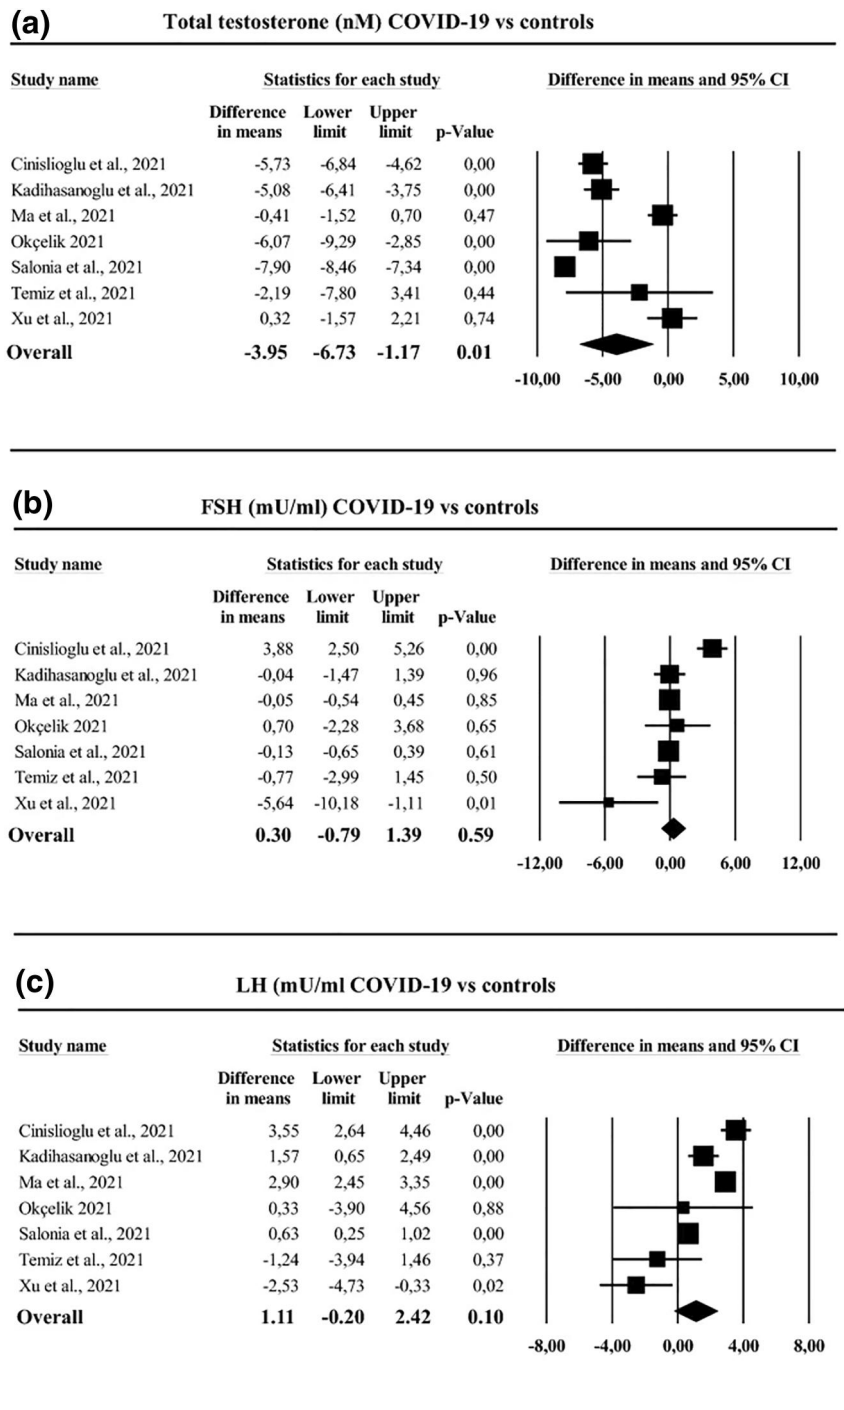 (a) Total testosterone (nM) COVID-19 vs controls
Study name Statistics for each study Difference in means and 95% CI
Difference Lower Upper
in means limit limit p-Value
Cinislioglu et al., 2021 -5,73 -6,84 -4,62 0,00
Kadihasanoglu et al., 2021 -5,08 -6,41 -3,75 0,00
Ma et al., 2021 -0,41 -1,52 0,70 0,47
Okçelik 2021 -6,07 -9,29 -2,85 0,00
Salonia et al., 2021 -7,90 -8,46 -7,34 0,00
Temiz et al., 2021 -2,19 -7,80 3,41 0,44
Xu et al., 2021 0,32 -1,57 2,21 0,74
Overall -3.95 -6.73 -1.17 0.01
-10,00 -5,00 0,00 5,00 10,00
(b) FSH (mU/ml) COVID-19 vs controls
Study name Statistics for each study Difference in means and 95% CI
Difference Lower Upper
in means limit limit p-Value
Cinislioglu et al., 2021 3,88 2,50 5,26 0,00
Kadihasanoglu et al., 2021 -0,04 -1,47 1,39 0,96
Ma et al., 2021 -0,05 -0,54 0,45 0,85
Okçelik 2021 0,70 -2,28 3,68 0,65
Salonia et al., 2021 -0,13 -0,65 0,39 0,61
Temiz et al., 2021 -0,77 -2,99 1,45 0,50
Xu et al., 2021 -5,64 -10,18 -1,11 0,01
Overall 0.30 -0.79 1.39 0.59
-12,00 -6,00 0,00 6,00 12,00
(c) LH (mU/ml COVID-19 vs controls
Study name Statistics for each study Difference in means and 95% CI
Difference Lower Upper
in means limit limit p-Value
Cinislioglu et al., 2021 3,55 2,64 4,46 0,00
Kadihasanoglu et al., 2021 1,57 0,65 2,49 0,00
Ma et al., 2021 2,90 2,45 3,35 0,00
Okçelik 2021 0,33 -3,90 4,56 0,88
Salonia et al., 2021 0,63 0,25 1,02 0,00
Temiz et al., 2021 -1,24 -3,94 1,46 0,37
Xu et al., 2021 -2,53 -4,73 -0,33 0,02
Overall 1.11 -0.20 2.42 0.10
-8,00 -4,00 0,00 4,00 8,00